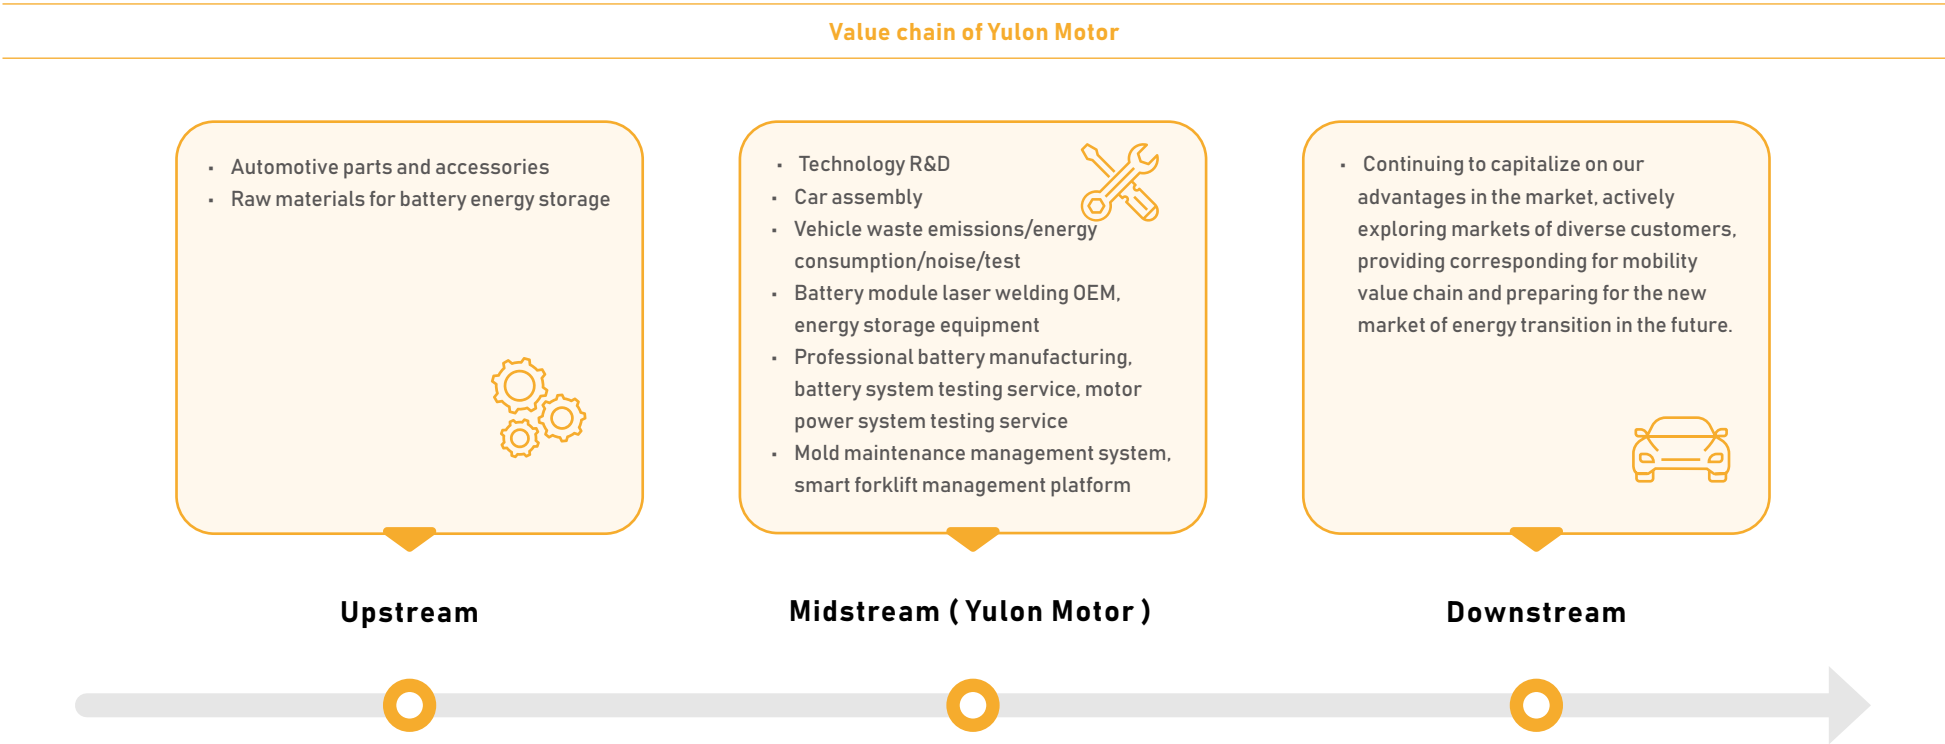 Value chain of Yulon Motor
· Automotive parts and accessories
· Raw materials for battery energy storage
Upstream
· Technology R&D
· Car assembly
· Vehicle waste emissions/energy
consumption/noise/test
· Battery module laser welding OEM,
energy storage equipment
· Professional battery manufacturing,
battery system testing service, motor
power system testing service
· Mold maintenance management system,
smart forklift management platform
Midstream ( Yulon Motor )
· Continuing to capitalize on our
advantages in the market, actively
exploring markets of diverse customers,
providing corresponding for mobility
value chain and preparing for the new
market of energy transition in the future.
Downstream